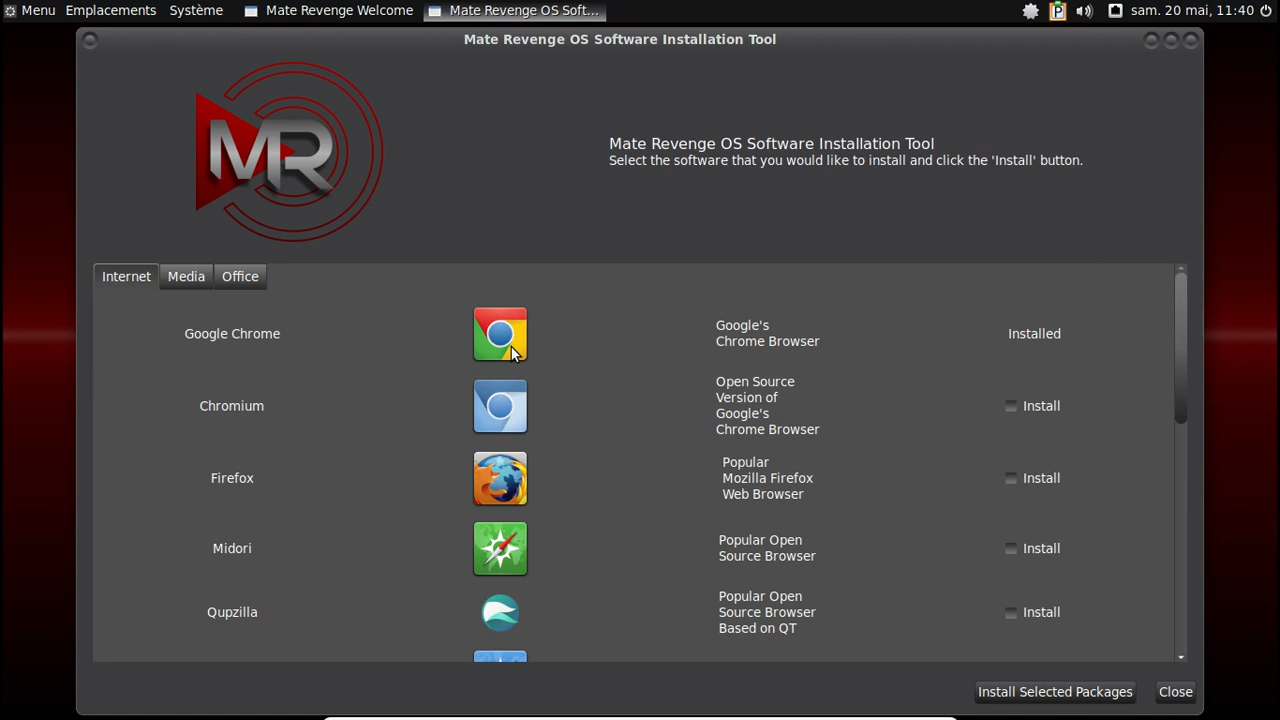 Menu Emplacements Système Mate Revenge Welcome Mate Revenge OS Soft... P sam. 20 mai, 11:40
Mate Revenge OS Software Installation Tool
MR
Mate Revenge OS Software Installation Tool
Select the software that you would like to install and click the 'Install' button.
Internet Media Office
Google Chrome
Google's
Chrome Browser
Installed
Chromium
Open Source
Version of
Google's
Chrome Browser
Install
Firefox
Popular
Mozilla Firefox
Web Browser
Install
Midori
Popular Open
Source Browser
Install
Qupzilla
Popular Open
Source Browser
Based on QT
Install
Install Selected Packages Close